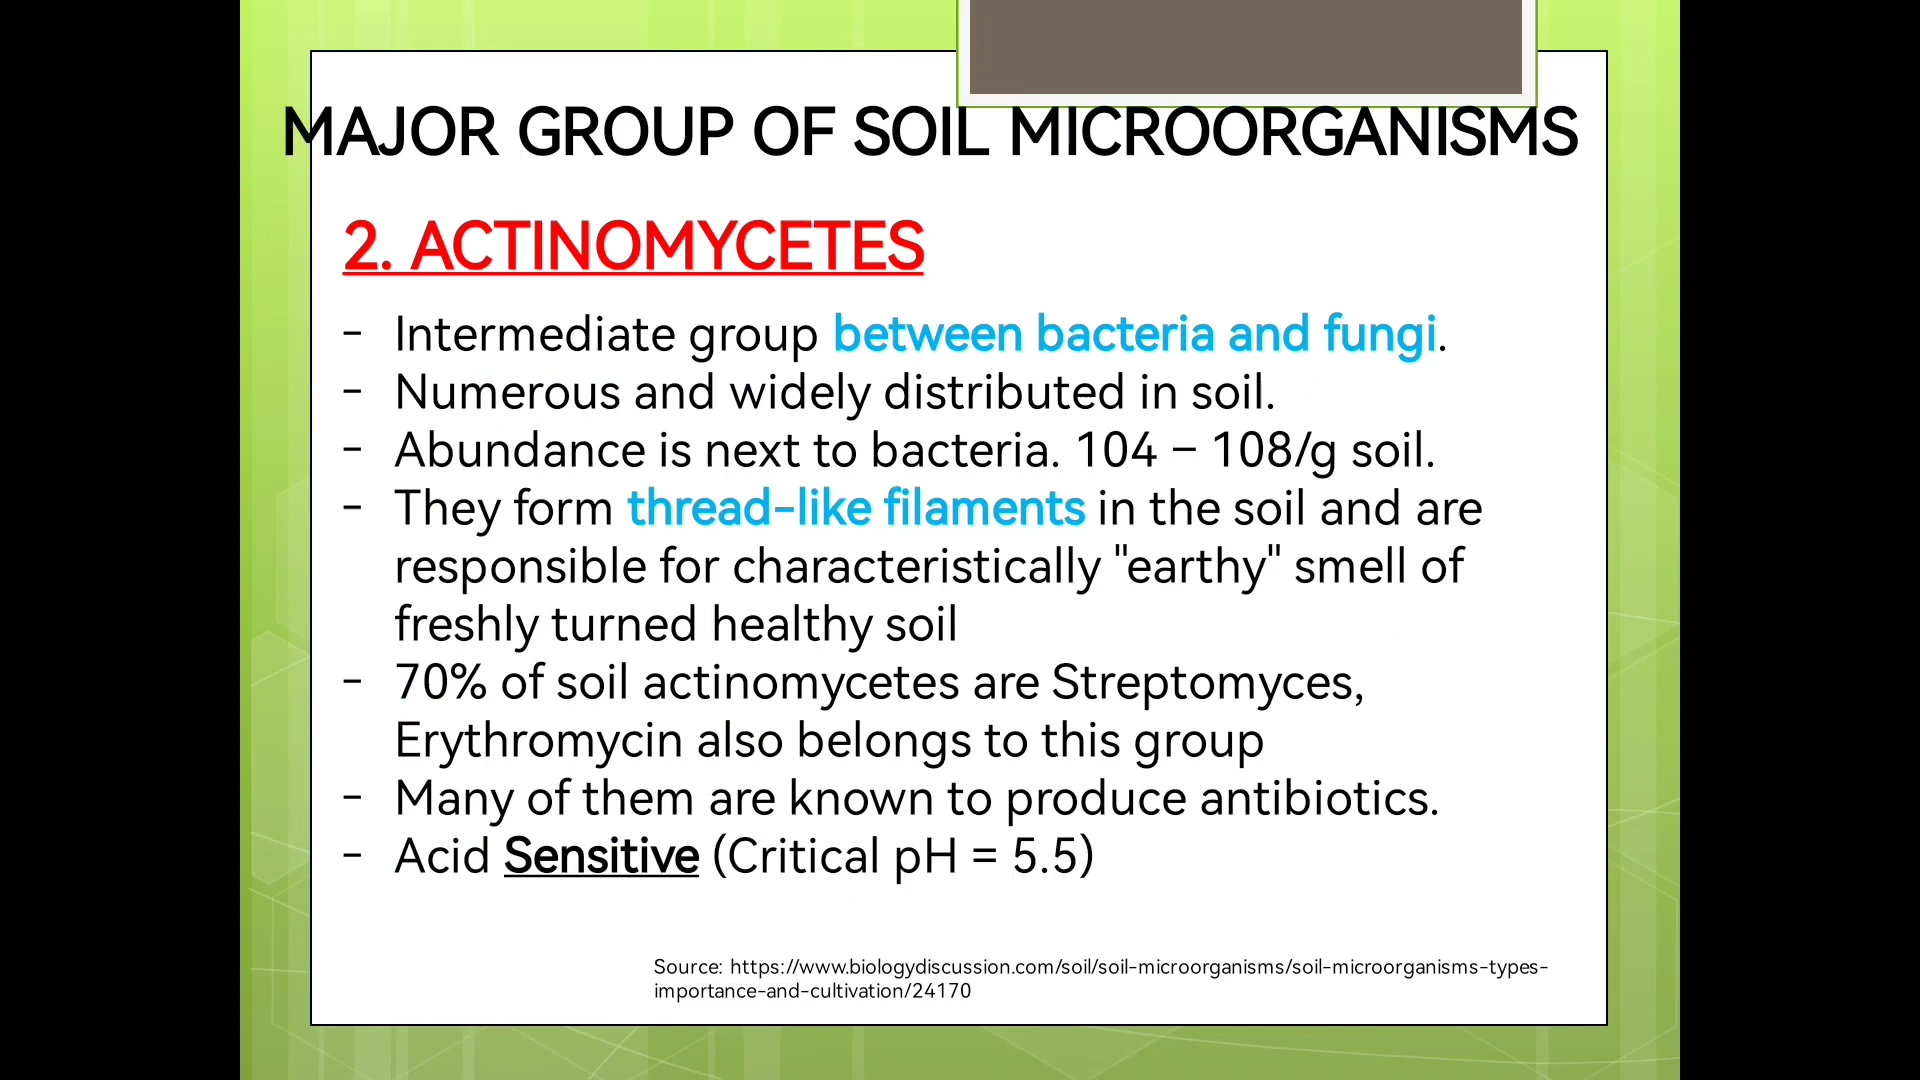 MAJOR GROUP OF SOIL MICROORGANISMS
2. ACTINOMYCETES
- Intermediate group between bacteria and fungi.
- Numerous and widely distributed in soil.
- Abundance is next to bacteria. 104 – 108/g soil.
- They form thread-like filaments in the soil and are
responsible for characteristically "earthy" smell of
freshly turned healthy soil
- 70% of soil actinomycetes are Streptomyces,
Erythromycin also belongs to this group
- Many of them are known to produce antibiotics.
- Acid Sensitive (Critical pH = 5.5)
Source: https://www.biologydiscussion.com/soil/soil-microorganisms/soil-microorganisms-types-
importance-and-cultivation/24170